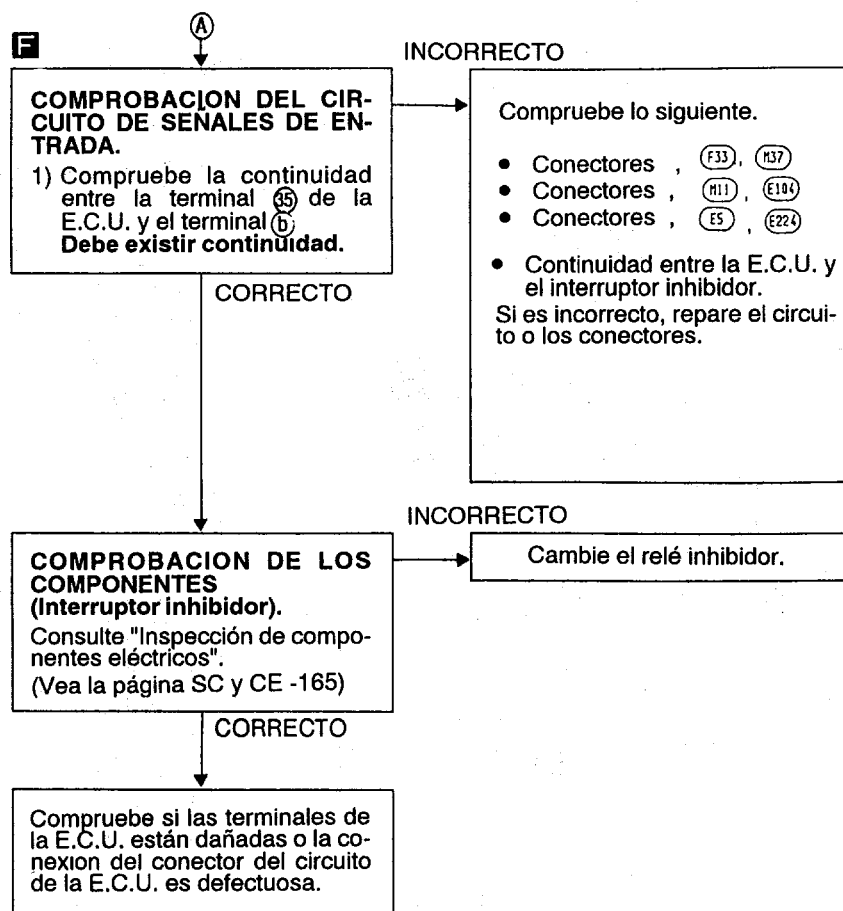 A
F
INCORRECTO
COMPROBACION DEL CIR-
CUITO DE SEÑALES DE EN-
TRADA.
1) Compruebe la continuidad
entre la terminal 35 de la
E.C.U. y el terminal b
Debe existir continuidad.
CORRECTO
Compruebe lo siguiente.
• Conectores , F33, M37
• Conectores , M11, E104
• Conectores , E5, E224
• Continuidad entre la E.C.U. y
el interruptor inhibidor.
Si es incorrecto, repare el circui-
to o los conectores.
INCORRECTO
COMPROBACION DE LOS
COMPONENTES
(Interruptor inhibidor).
Consulte "Inspección de compo-
nentes eléctricos".
(Vea la página SC y CE -165)
Cambie el relé inhibidor.
CORRECTO
Compruebe si las terminales de
la E.C.U. están dañadas o la co-
nexion del conector del circuito
de la E.C.U. es defectuosa.